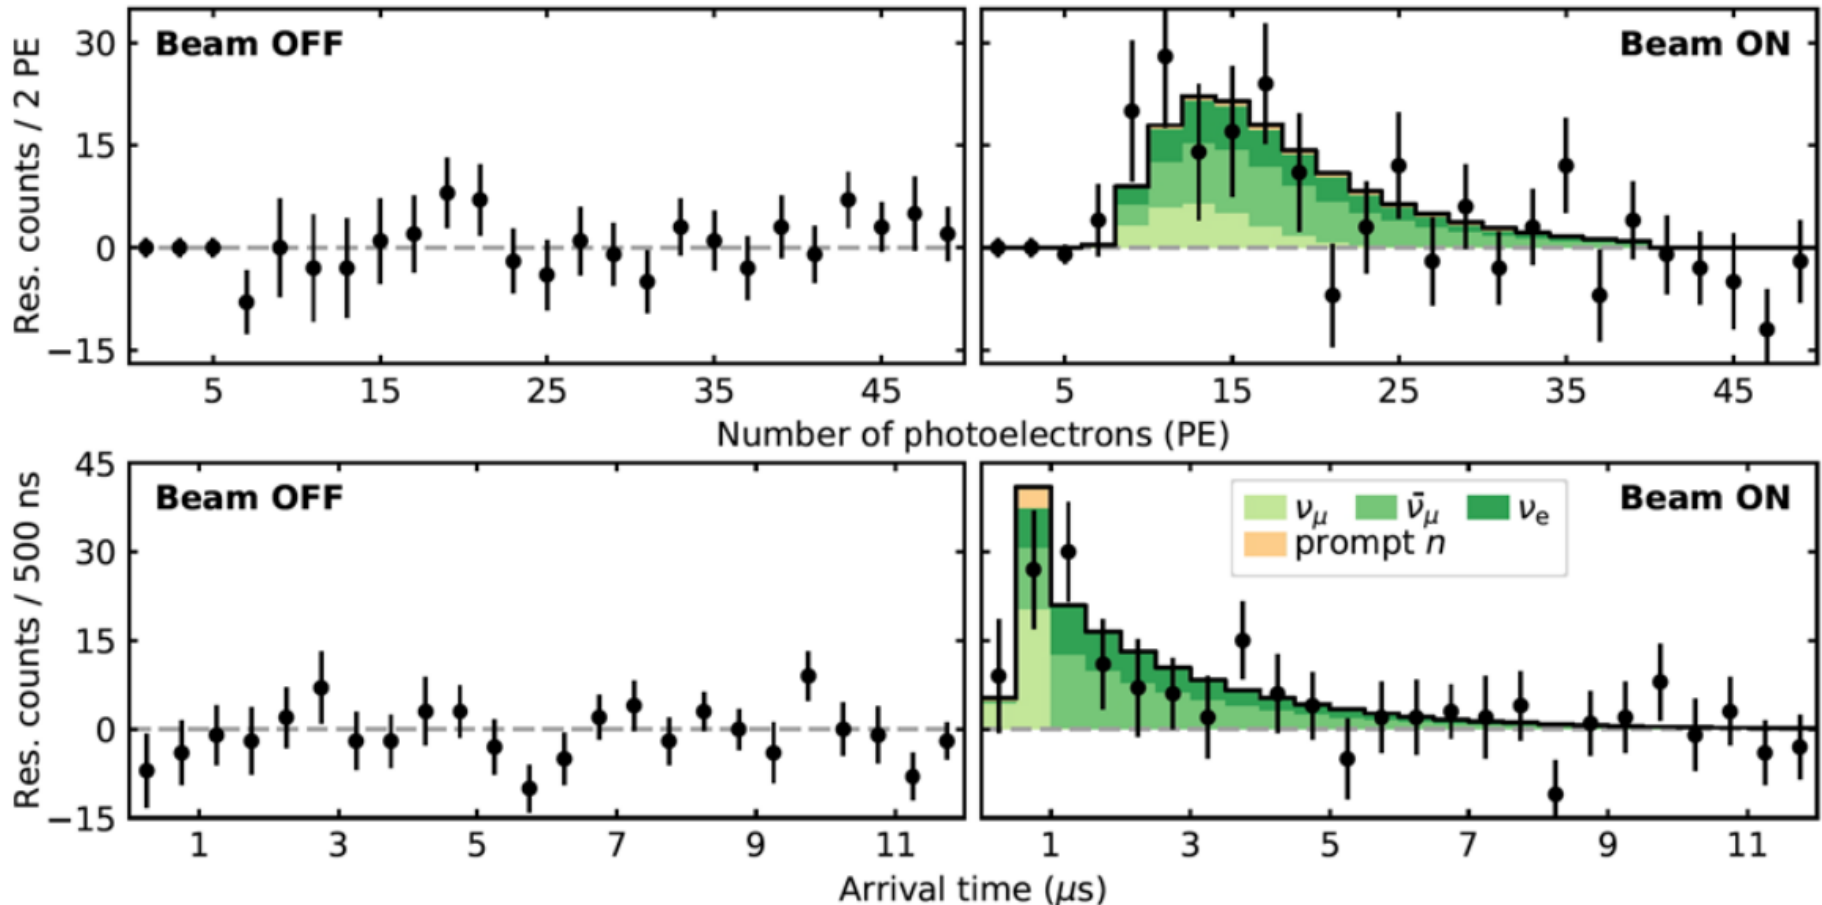 Res. counts / 2 PE
30
15
0
−15
Beam OFF
5 15 25 35 45
Beam ON
5 15 25 35 45
Number of photoelectrons (PE)
Res. counts / 500 ns
45
30
15
0
−15
Beam OFF
1 3 5 7 9 11
Beam ON
νμ ν̄μ νe
prompt n
1 3 5 7 9 11
Arrival time (μs)